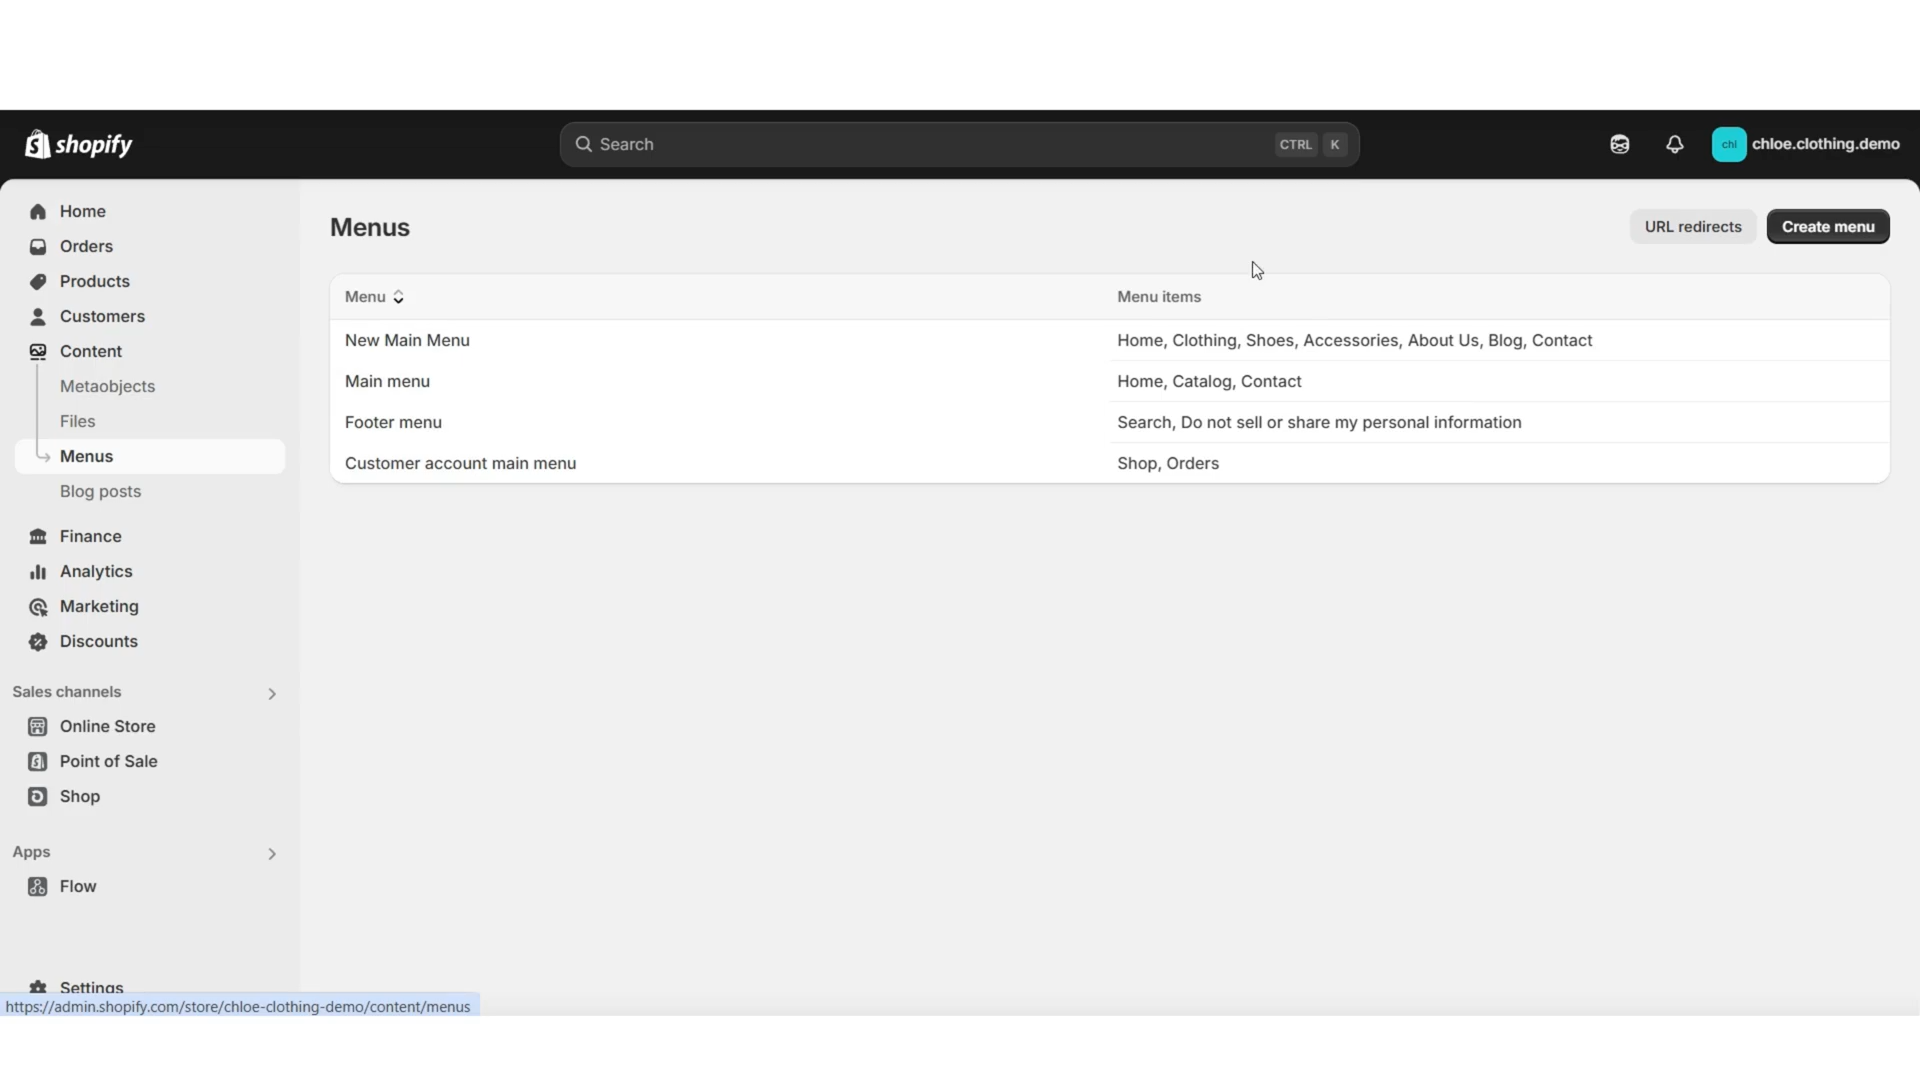 shopify
Search
CTRL K
chl
chloe.clothing.demo
Home
Orders
Products
Customers
Content
Metaobjects
Files
Menus
Blog posts
Finance
Analytics
Marketing
Discounts
Sales channels
Online Store
Point of Sale
Shop
Apps
Flow
Settings
https://admin.shopify.com/store/chloe-clothing-demo/content/menus
Menus
URL redirects
Create menu
Menu
Menu items
New Main Menu
Home, Clothing, Shoes, Accessories, About Us, Blog, Contact
Main menu
Home, Catalog, Contact
Footer menu
Search, Do not sell or share my personal information
Customer account main menu
Shop, Orders